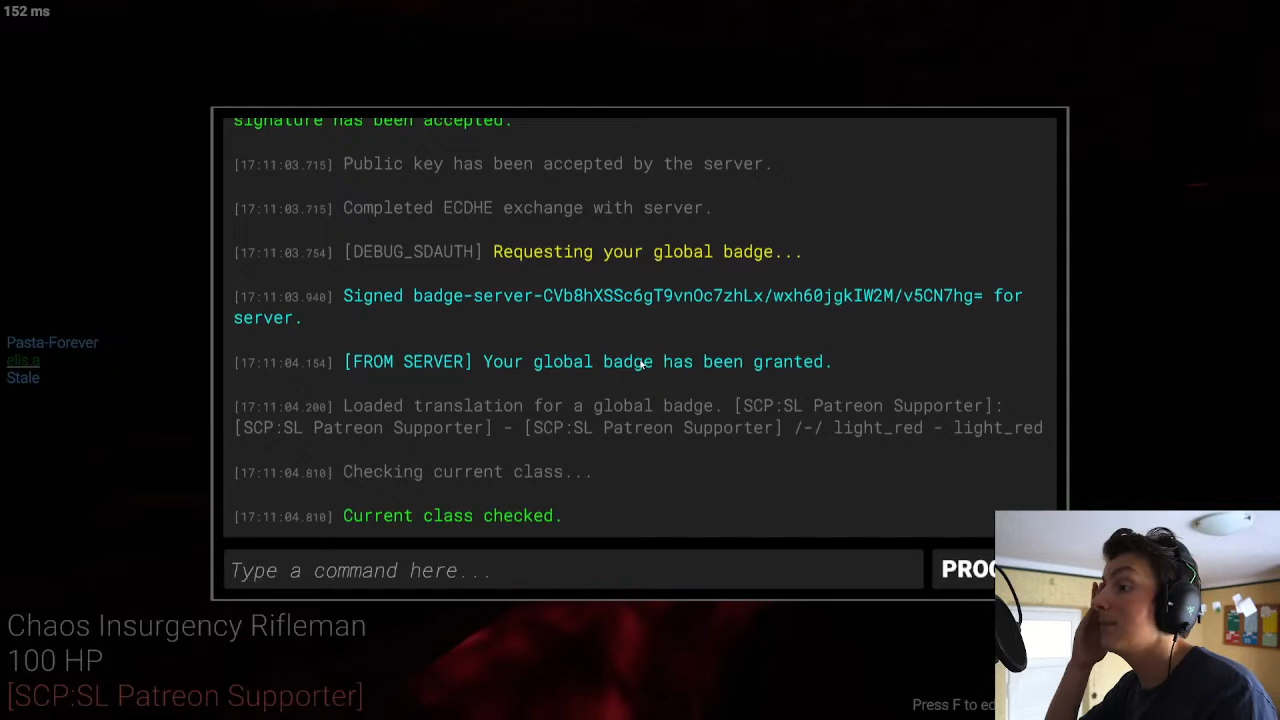 152 ms
signature has been accepted.
[17:11:03.715] Public key has been accepted by the server.
[17:11:03.715] Completed ECDHE exchange with server.
[17:11:03.754] [DEBUG_SDAUTH] Requesting your global badge...
[17:11:03.940] Signed badge-server-CVb8hXSSc6gT9vnOc7zhLx/wxh60jgkIW2M/v5CN7hg= for
server.
[17:11:04.154] [FROM SERVER] Your global badge has been granted.
[17:11:04.200] Loaded translation for a global badge. [SCP:SL Patreon Supporter]:
[SCP:SL Patreon Supporter] - [SCP:SL Patreon Supporter] /-/ light_red - light_red
[17:11:04.810] Checking current class...
[17:11:04.810] Current class checked.
Type a command here...
PROC
Pasta-Forever
elis.a
Stale
Chaos Insurgency Rifleman
100 HP
[SCP:SL Patreon Supporter]
Press F to